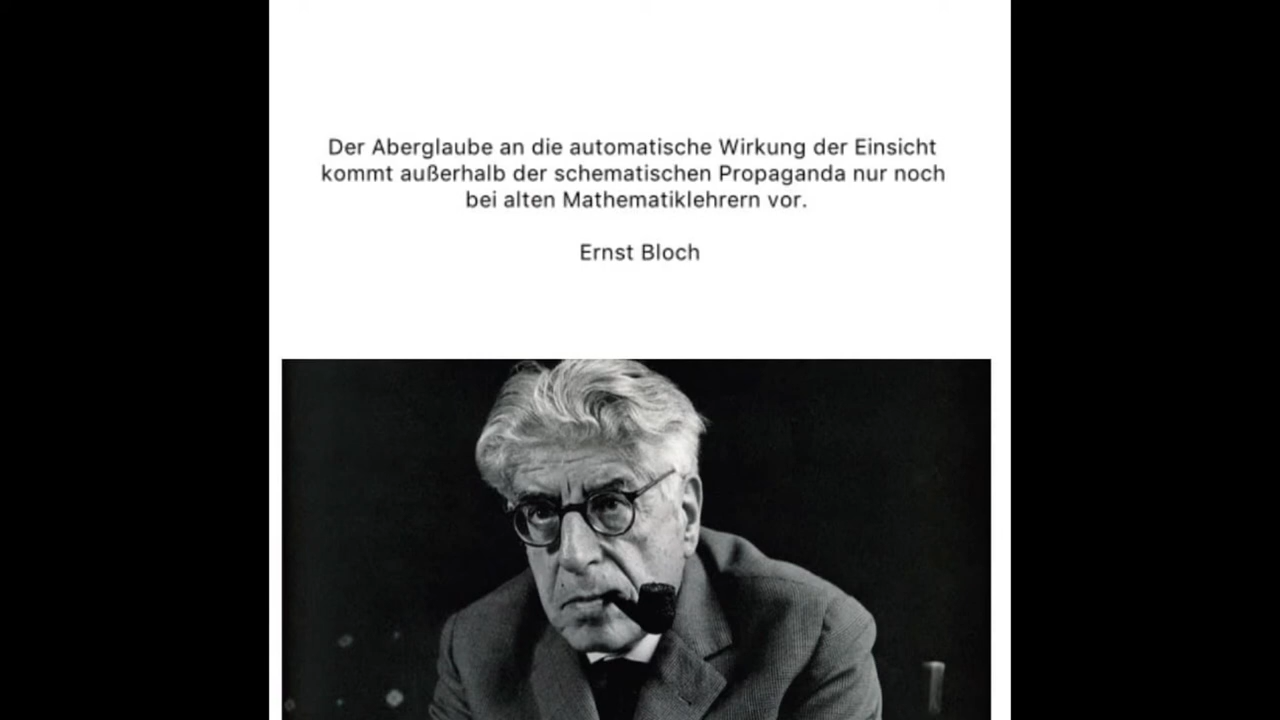 Der Aberglaube an die automatische Wirkung der Einsicht
kommt außerhalb der schematischen Propaganda nur noch
bei alten Mathematiklehrern vor.
Ernst Bloch